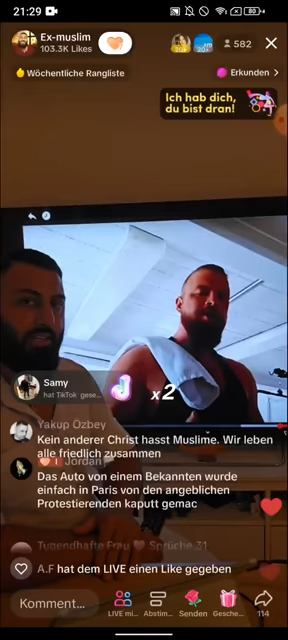 21:29
80
Ex-muslim
103.3K Likes
20+
20+
582
Wöchentliche Rangliste
Erkunden
Ich hab dich,
du bist dran!
Samy
hat TikTok gese...
x2
Yakup Özbey
Kein anderer Christ hasst Muslime. Wir leben
alle friedlich zusammen
Jordan
Das Auto von einem Bekannten wurde
einfach in Paris von den angeblichen
Protestierenden kaputt gemac
Tugendhafte Frau Sprüche 31
A.F hat dem LIVE einen Like gegeben
Komment...
LIVE mi...
Abstim...
Senden
Gesche...
114